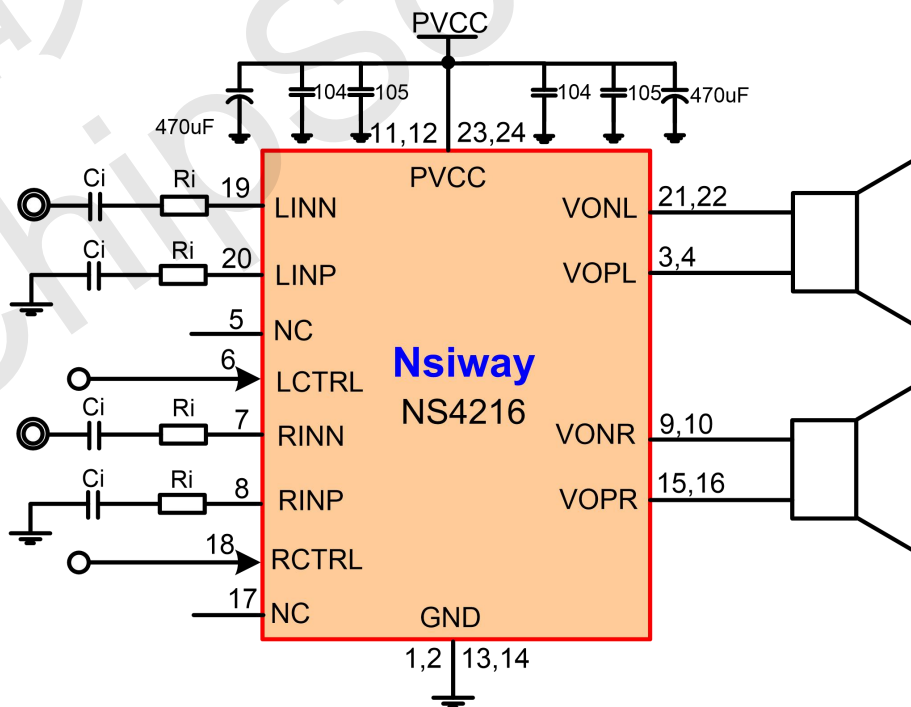 PVCC
470uF 104 105 104 105 470uF
11,12 23,24
PVCC
Ci Ri 19 LINN VONL 21,22
Ci Ri 20 LINP VOPL 3,4
5 NC
6 LCTRL
Nsiway
NS4216
Ci Ri 7 RINN VONR 9,10
Ci Ri 8 RINP VOPR 15,16
18 RCTRL
17 NC
GND
1,2 13,14